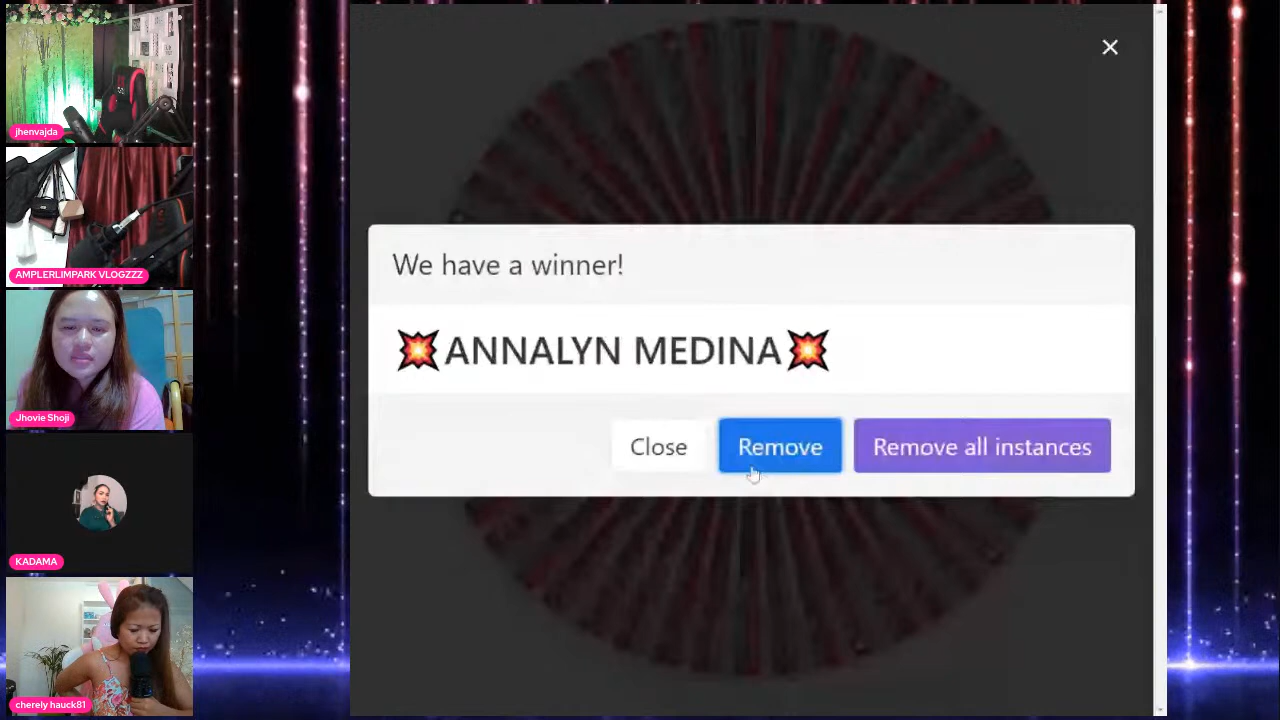 jhenvajda
AMPLERLIMPARK VLOGZZZ
Jhovie Shoji
KADAMA
cherely hauck81
We have a winner!
💥ANNALYN MEDINA💥
Close
Remove
Remove all instances